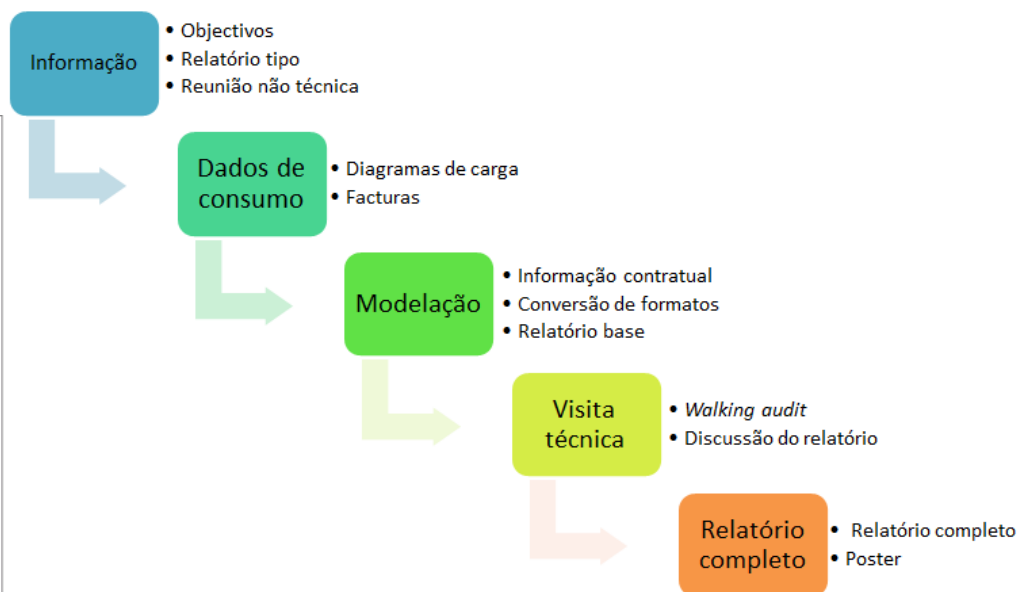 Informação
• Objectivos
• Relatório tipo
• Reunião não técnica
Dados de
consumo
• Diagramas de carga
• Facturas
Modelação
• Informação contratual
• Conversão de formatos
• Relatório base
Visita
técnica
• Walking audit
• Discussão do relatório
Relatório
completo
• Relatório completo
• Poster